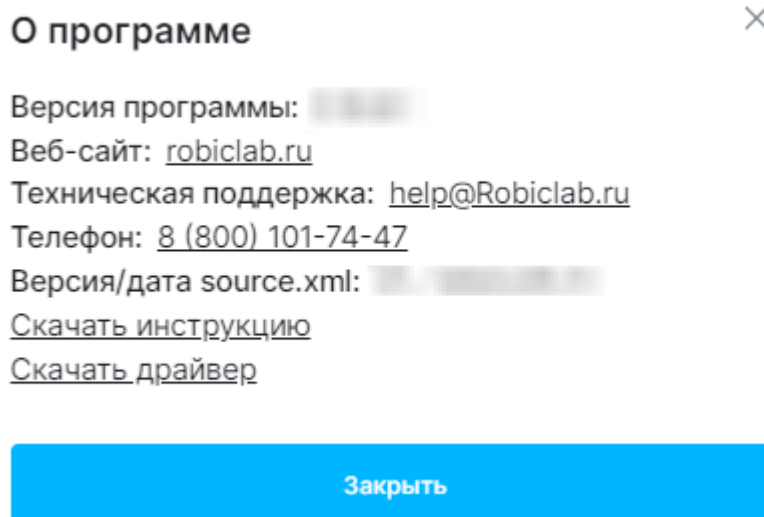 О программе
Версия программы:
Веб-сайт: robiclab.ru
Техническая поддержка: help@Robiclab.ru
Телефон: 8 (800) 101-74-47
Версия/дата source.xml:
Скачать инструкцию
Скачать драйвер
Закрыть